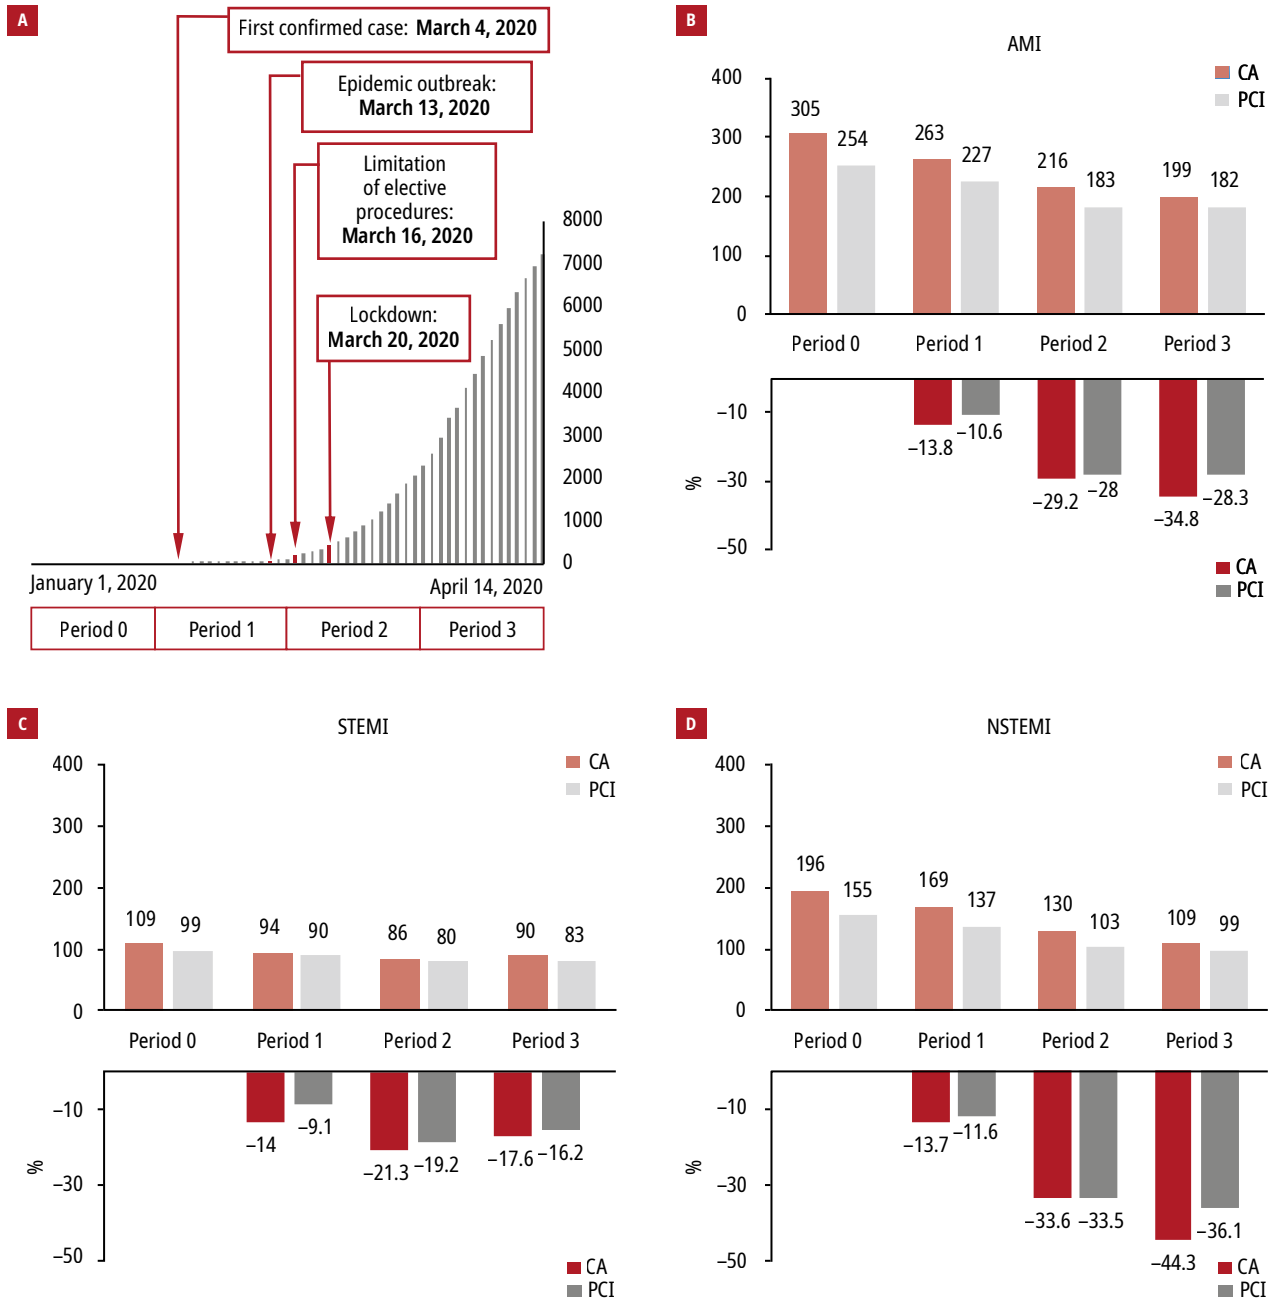 A
First confirmed case: March 4, 2020
Epidemic outbreak:
March 13, 2020
Limitation
of elective
procedures:
March 16, 2020
Lockdown:
March 20, 2020
8000
7000
6000
5000
4000
3000
2000
1000
0
January 1, 2020
April 14, 2020
Period 0
Period 1
Period 2
Period 3
B
AMI
CA
PCI
400
300
200
100
0
305
254
263
227
216
183
199
182
Period 0
Period 1
Period 2
Period 3
−10
−30
−50
%
−13.8
−10.6
−29.2
−28
−34.8
−28.3
CA
PCI
C
STEMI
CA
PCI
400
300
200
100
0
109
99
94
90
86
80
90
83
Period 0
Period 1
Period 2
Period 3
−10
−30
−50
%
−14
−9.1
−21.3
−19.2
−17.6
−16.2
CA
PCI
D
NSTEMI
CA
PCI
400
300
200
100
0
196
155
169
137
130
103
109
99
Period 0
Period 1
Period 2
Period 3
−10
−30
−50
%
−13.7
−11.6
−33.6
−33.5
−44.3
−36.1
CA
PCI